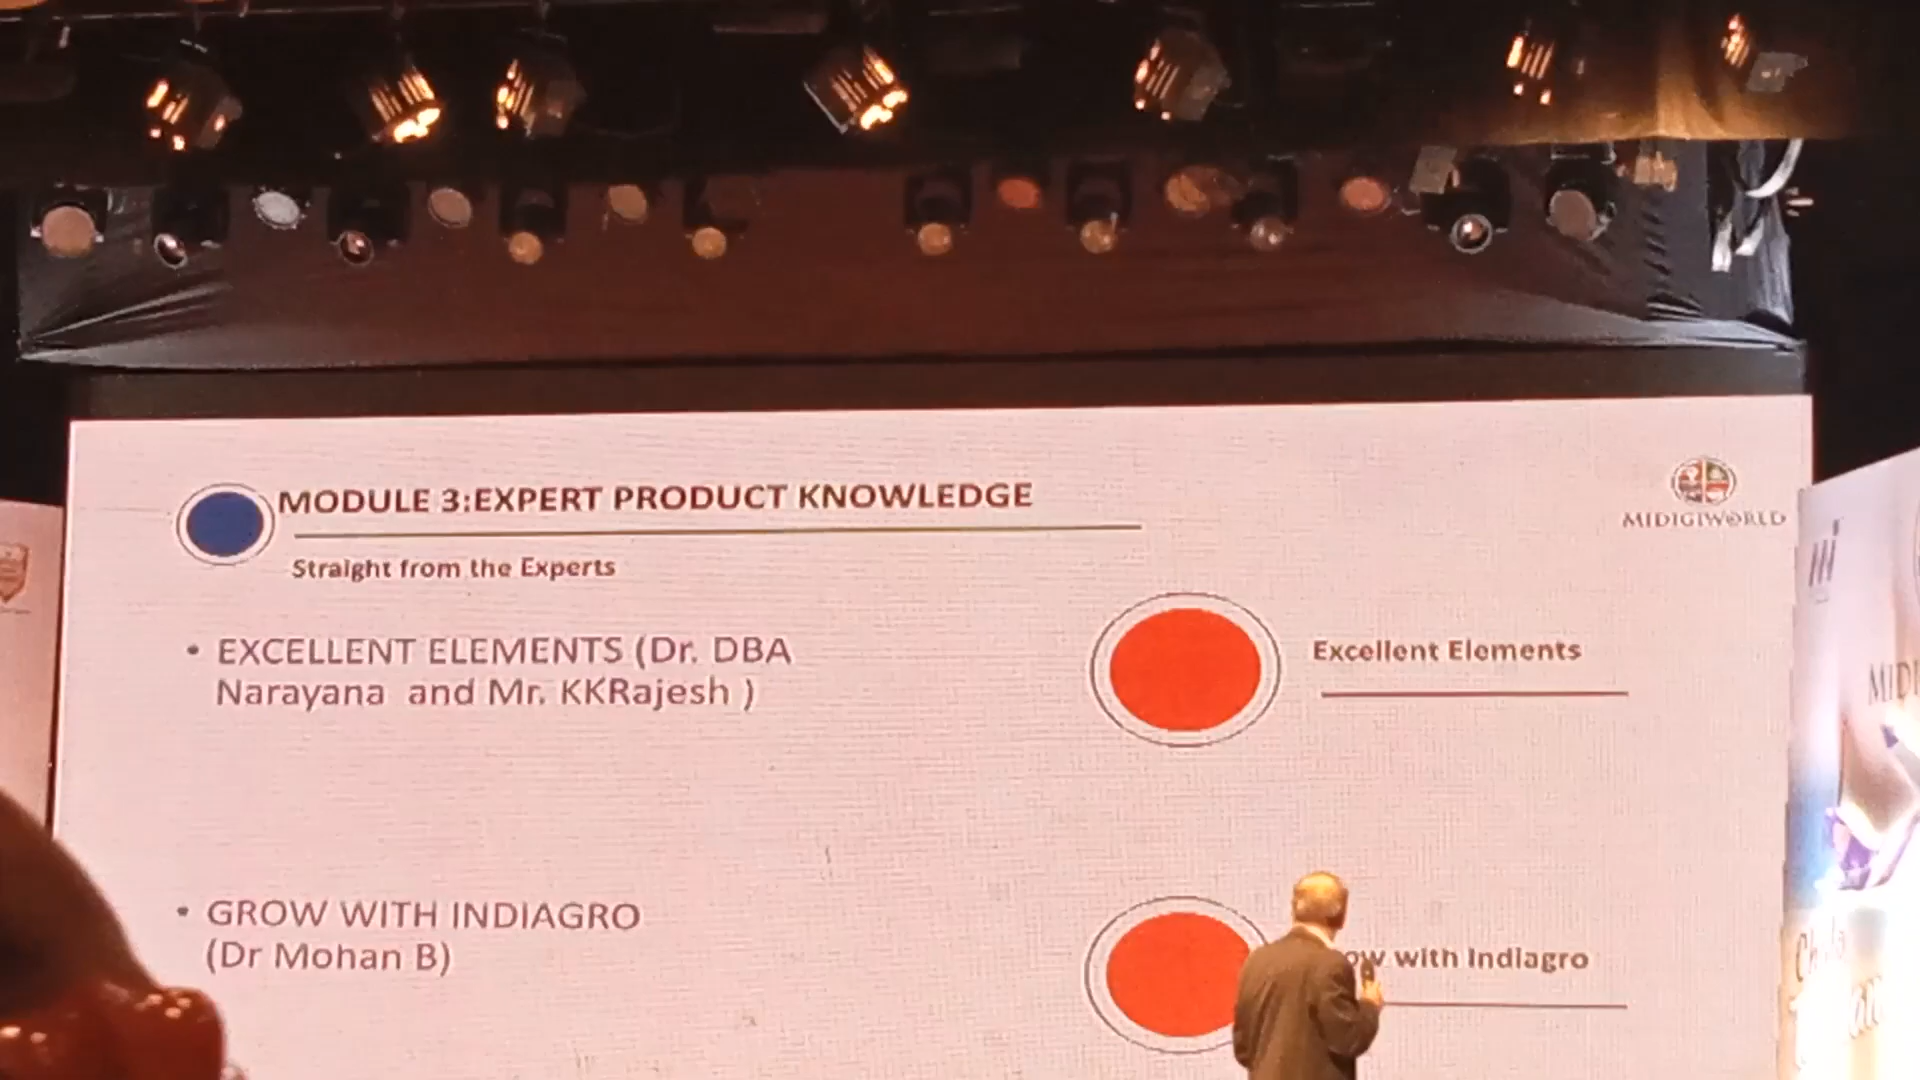 MODULE 3:EXPERT PRODUCT KNOWLEDGE
MIDIGIWORLD
Straight from the Experts
• EXCELLENT ELEMENTS (Dr. DBA
Narayana and Mr. KKRajesh )
Excellent Elements
• GROW WITH INDIAGRO
(Dr Mohan B)
with Indiagro